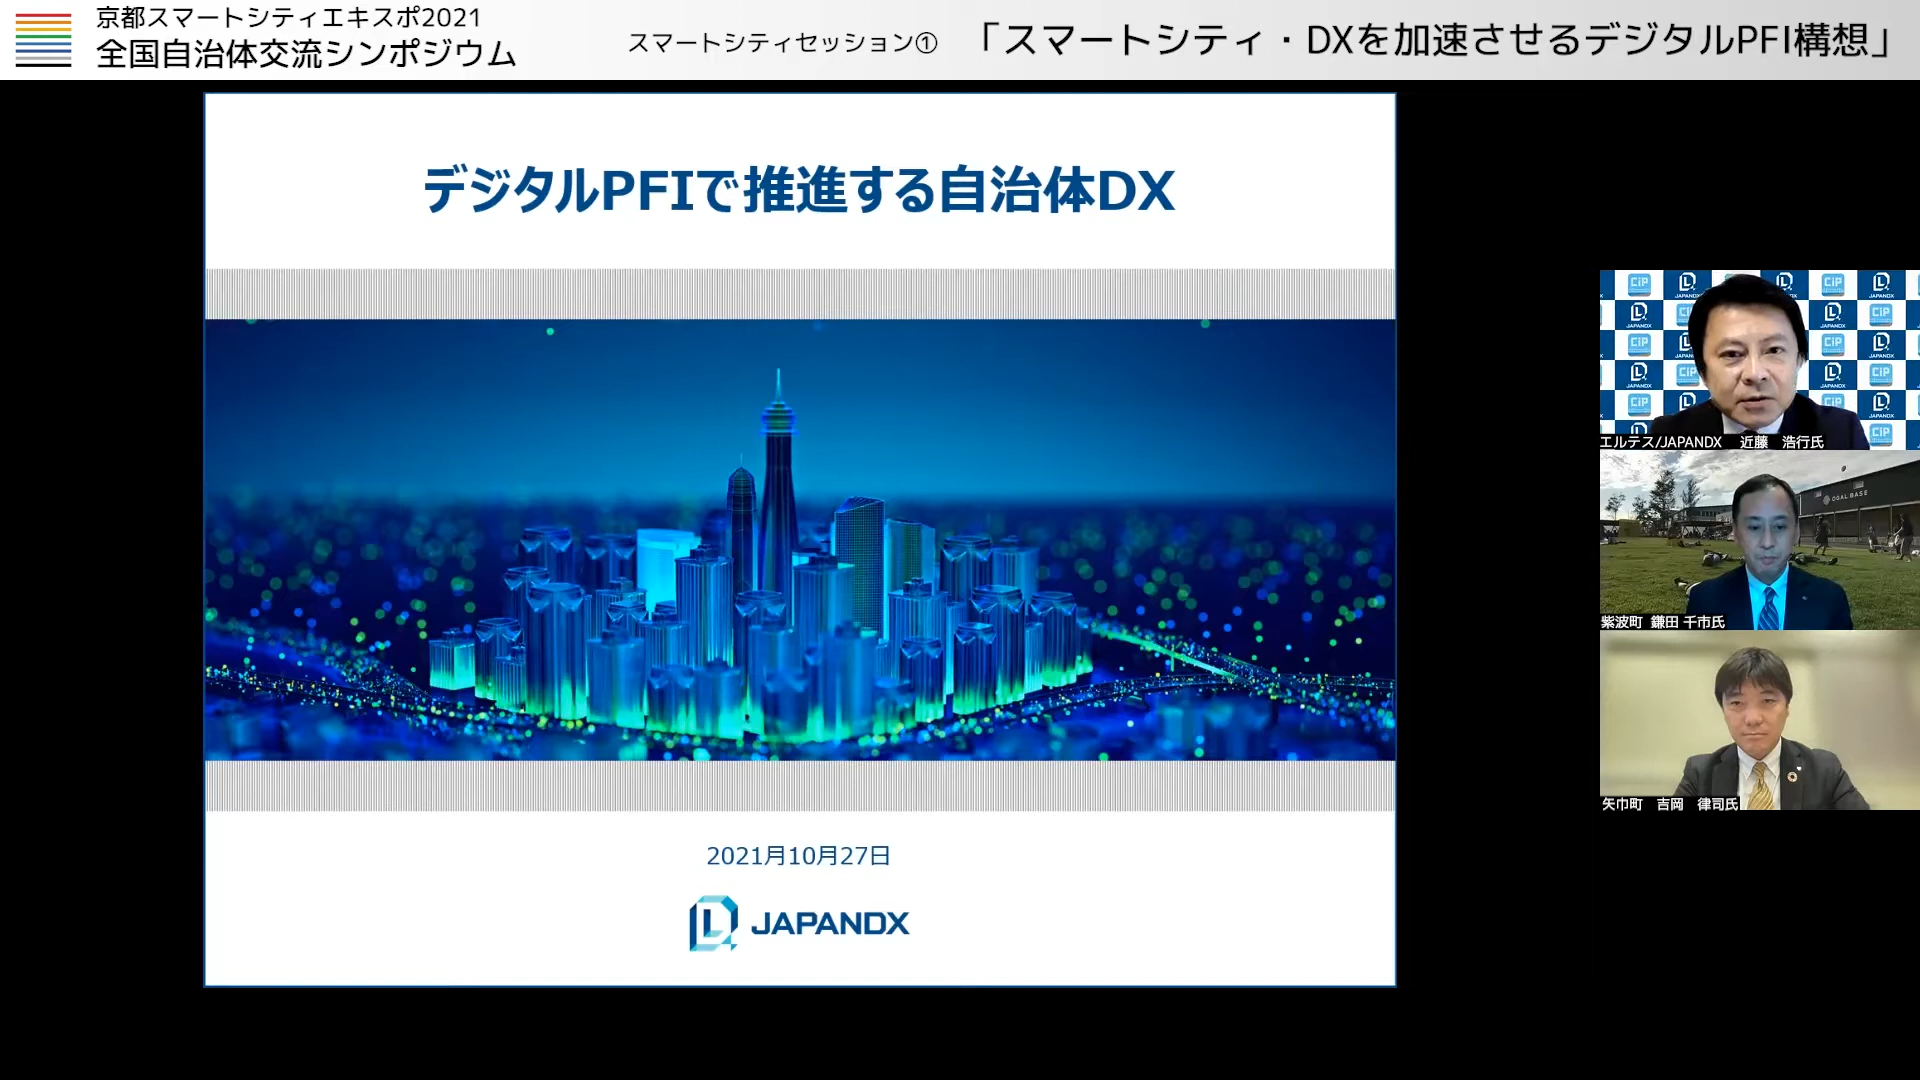 京都スマートシティエキスポ2021
全国自治体交流シンポジウム
スマートシティセッション① 「スマートシティ・DXを加速させるデジタルPFI構想」
デジタルPFIで推進する自治体DX
2021月10月27日
JAPANDX
エルテス/JAPANDX 近藤 浩行氏
OGAL BASE
紫波町 鎌田 千市氏
矢巾町 吉岡 律司氏